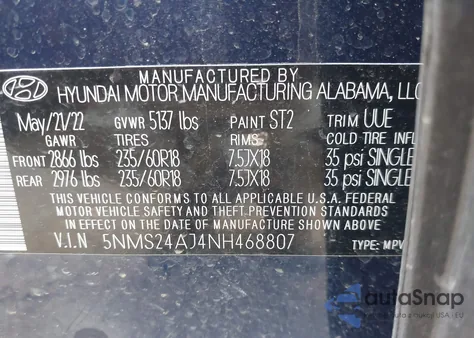 MANUFACTURED BY
HYUNDAI MOTOR MANUFACTURING ALABAMA, LLC
May/21/22 GVWR 5137 lbs PAINT ST2 TRIM UUE
GAWR TIRES RIMS COLD TIRE INFL
FRONT 2866 lbs 235/60R18 7.5JX18 35 psi SINGLE
REAR 2976 lbs 235/60R18 7.5JX18 35 psi SINGLE
THIS VEHICLE CONFORMS TO ALL APPLICABLE U.S.A. FEDERAL
MOTOR VEHICLE SAFETY AND THEFT PREVENTION STANDARDS
IN EFFECT ON THE DATE OF MANUFACTURE SHOWN ABOVE.
V.I.N 5NMS24AJ4NH468807 TYPE: MPV
autoSnap
USA - EU